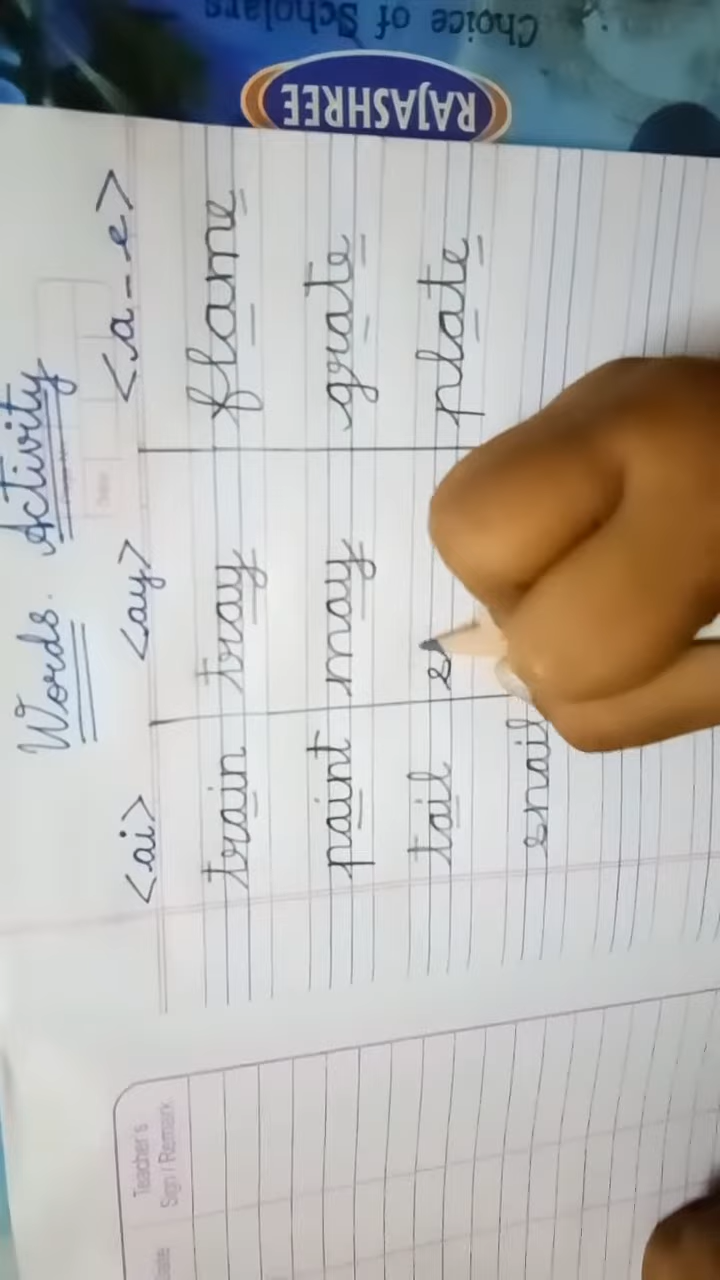 Choice of Scholars
RAJASHREE
Words. Activity
<ai> <ay> <a-e>
train tray flame
paint may grate
tail s plate
snail
Teacher's
Sign / Remark